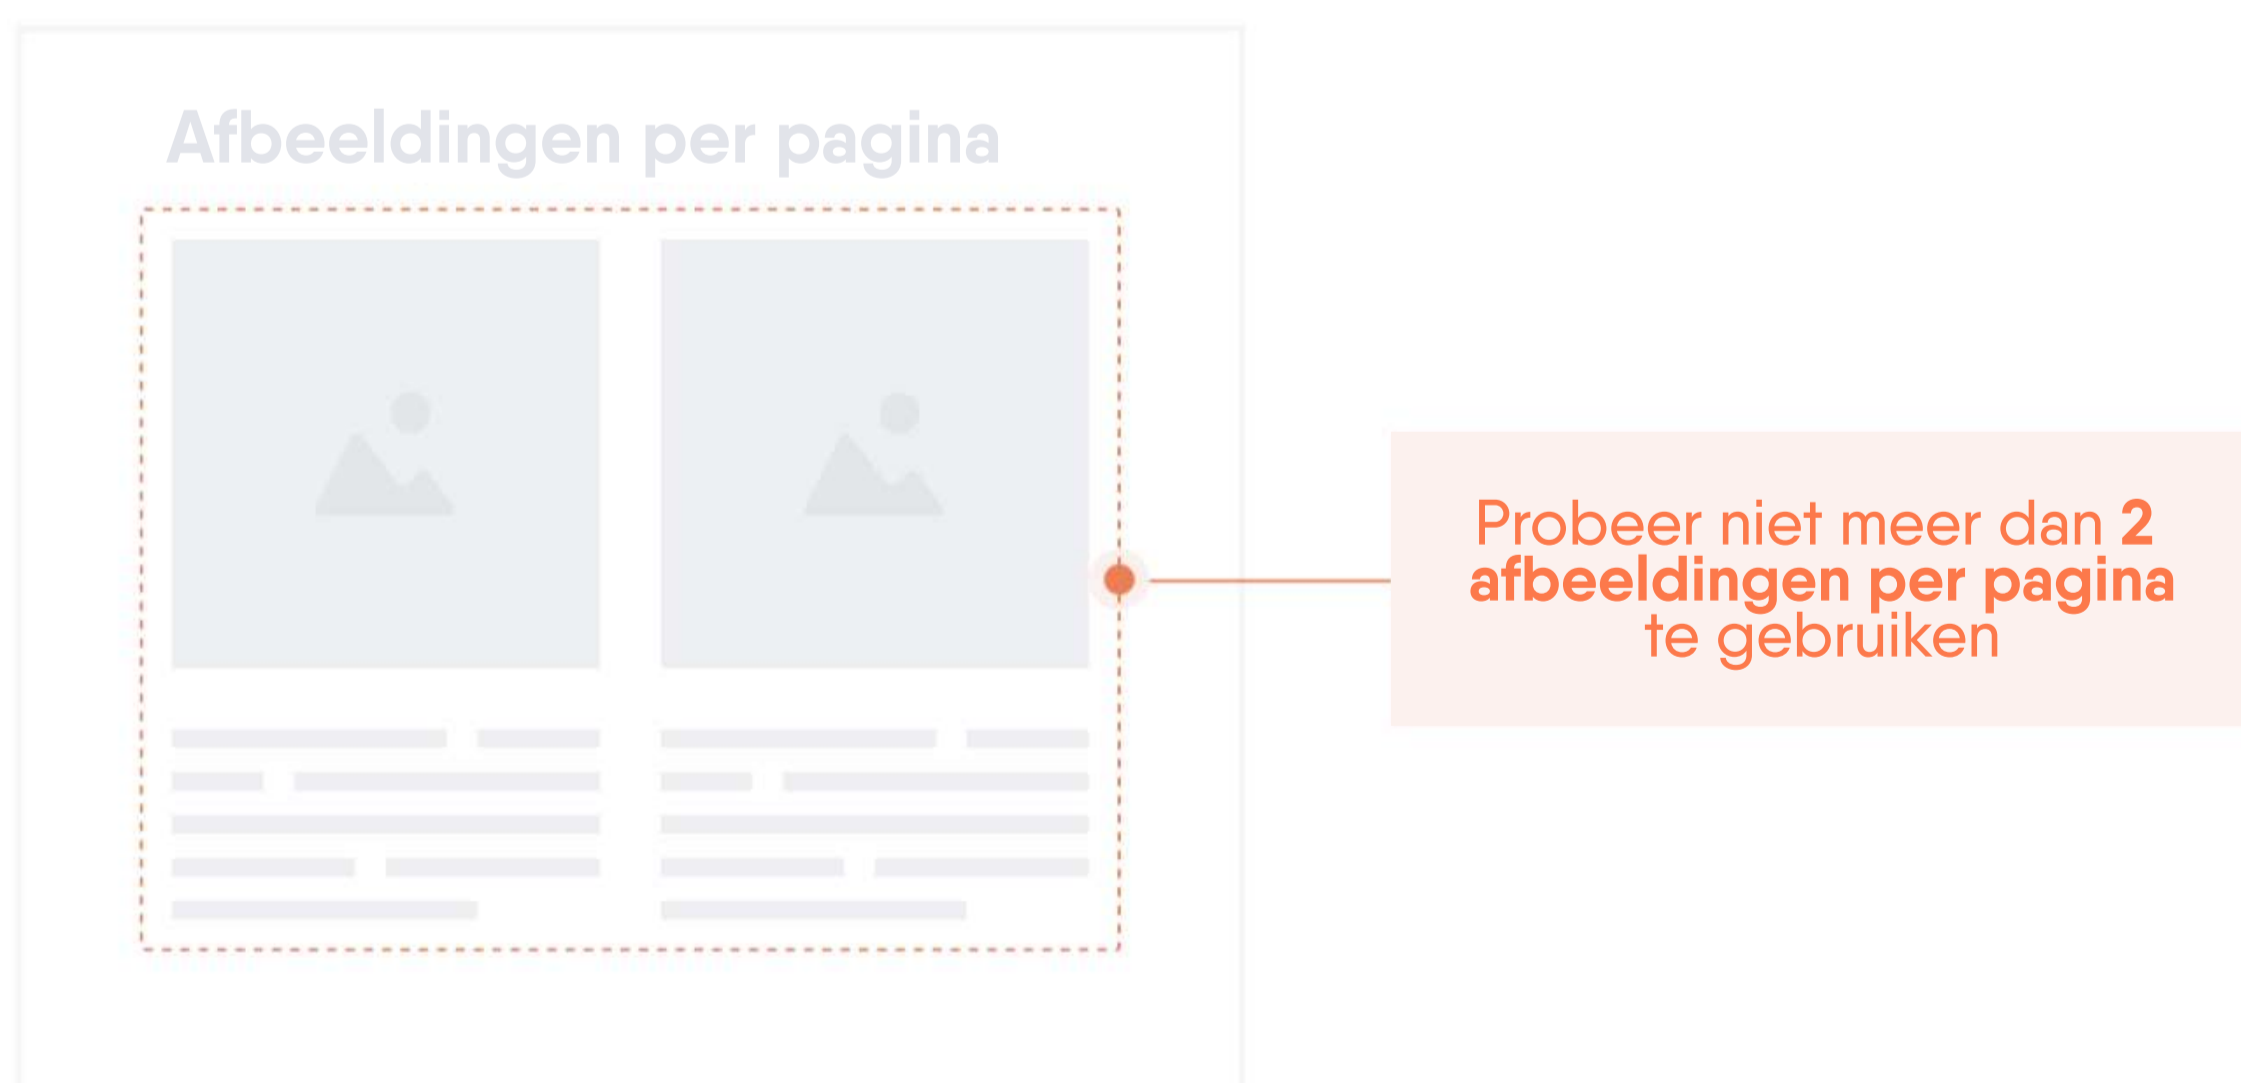 Afbeeldingen per pagina
Probeer niet meer dan 2
afbeeldingen per pagina
te gebruiken